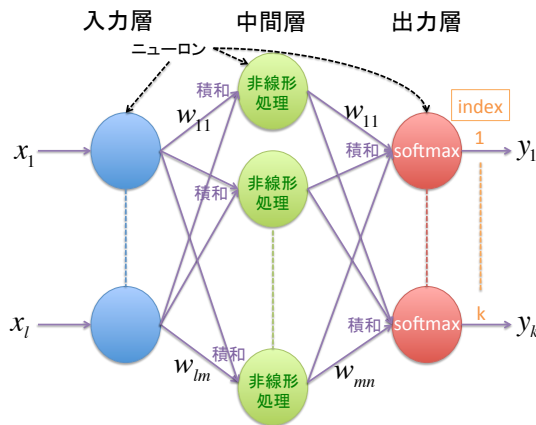 入力層 中間層 出力層
ニューロン
非線形
処理
積和
w11
w11
index
x1
積和
softmax
1
y1
非線形
処理
積和
積和
xl
softmax
k
yk
積和
積和
wlm
非線形
処理
wmn